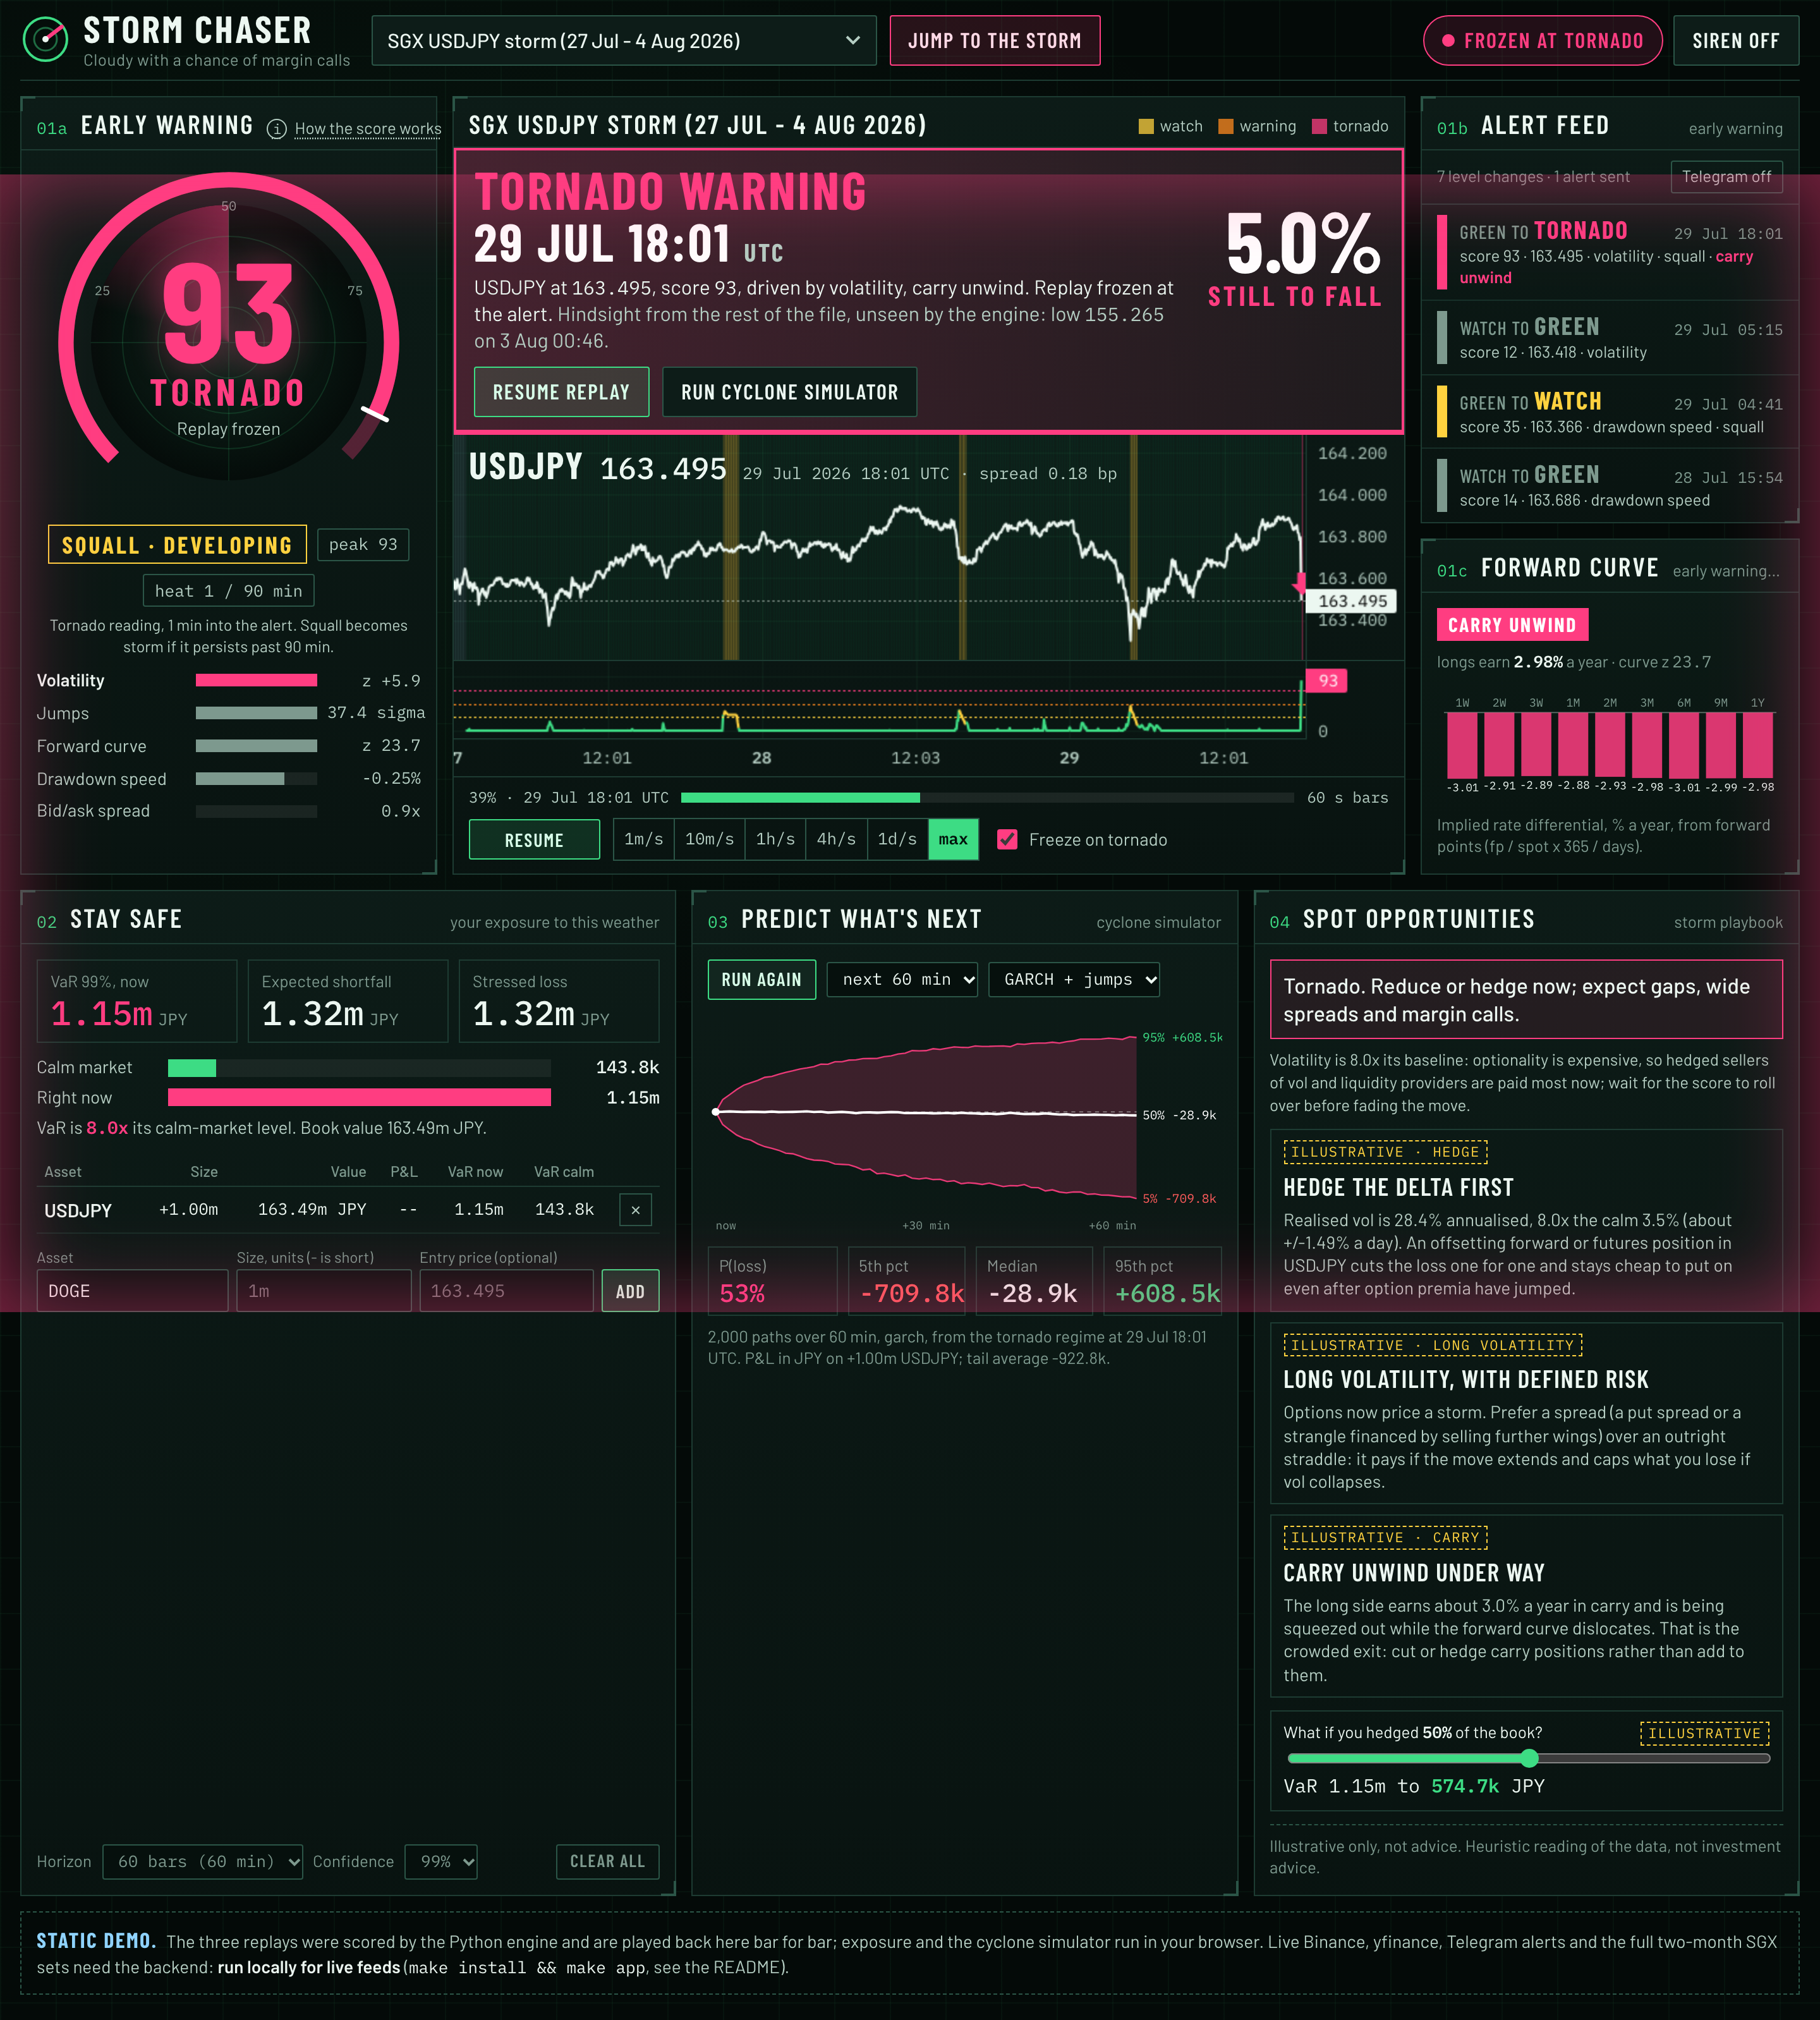 STORM CHASER
Cloudy with a chance of margin calls
SGX USDJPY storm (27 Jul - 4 Aug 2026)
JUMP TO THE STORM
FROZEN AT TORNADO
SIREN OFF
01a EARLY WARNING i How the score works
50
25
75
93
TORNADO
Replay frozen
SQUALL · DEVELOPING
peak 93
heat 1 / 90 min
Tornado reading, 1 min into the alert. Squall becomes
storm if it persists past 90 min.
Volatility z +5.9
Jumps 37.4 sigma
Forward curve z 23.7
Drawdown speed -0.25%
Bid/ask spread 0.9x
SGX USDJPY STORM (27 JUL - 4 AUG 2026)
watch warning tornado
TORNADO WARNING
29 JUL 18:01 UTC
USDJPY at 163.495, score 93, driven by volatility, carry unwind. Replay frozen at
the alert. Hindsight from the rest of the file, unseen by the engine: low 155.265
on 3 Aug 00:46.
5.0%
STILL TO FALL
RESUME REPLAY
RUN CYCLONE SIMULATOR
USDJPY 163.495 29 Jul 2026 18:01 UTC · spread 0.18 bp
164.200
164.000
163.800
163.600
163.495
163.400
93
0
7 12:01 28 12:03 29 12:01
39% · 29 Jul 18:01 UTC 60 s bars
RESUME 1m/s 10m/s 1h/s 4h/s 1d/s max Freeze on tornado
01b ALERT FEED early warning
7 level changes · 1 alert sent Telegram off
GREEN TO TORNADO 29 Jul 18:01
score 93 · 163.495 · volatility · squall · carry
unwind
WATCH TO GREEN 29 Jul 05:15
score 12 · 163.418 · volatility
GREEN TO WATCH 29 Jul 04:41
score 35 · 163.366 · drawdown speed · squall
WATCH TO GREEN 28 Jul 15:54
score 14 · 163.686 · drawdown speed
01c FORWARD CURVE early warning...
CARRY UNWIND
longs earn 2.98% a year · curve z 23.7
1W 2W 3W 1M 2M 3M 6M 9M 1Y
-3.01 -2.91 -2.89 -2.88 -2.93 -2.98 -3.01 -2.99 -2.98
Implied rate differential, % a year, from forward
points (fp / spot x 365 / days).
02 STAY SAFE your exposure to this weather
VaR 99%, now
1.15m JPY
Expected shortfall
1.32m JPY
Stressed loss
1.32m JPY
Calm market 143.8k
Right now 1.15m
VaR is 8.0x its calm-market level. Book value 163.49m JPY.
Asset Size Value P&L VaR now VaR calm
USDJPY +1.00m 163.49m JPY -- 1.15m 143.8k ×
Asset Size, units (- is short) Entry price (optional)
DOGE 1m 163.495 ADD
Horizon 60 bars (60 min) Confidence 99% CLEAR ALL
03 PREDICT WHAT'S NEXT cyclone simulator
RUN AGAIN next 60 min GARCH + jumps
95% +608.5k
50% -28.9k
5% -709.8k
now +30 min +60 min
P(loss)
53%
5th pct
-709.8k
Median
-28.9k
95th pct
+608.5k
2,000 paths over 60 min, garch, from the tornado regime at 29 Jul 18:01
UTC. P&L in JPY on +1.00m USDJPY; tail average -922.8k.
04 SPOT OPPORTUNITIES storm playbook
Tornado. Reduce or hedge now; expect gaps, wide
spreads and margin calls.
Volatility is 8.0x its baseline: optionality is expensive, so hedged sellers
of vol and liquidity providers are paid most now; wait for the score to roll
over before fading the move.
ILLUSTRATIVE · HEDGE
HEDGE THE DELTA FIRST
Realised vol is 28.4% annualised, 8.0x the calm 3.5% (about
+/-1.49% a day). An offsetting forward or futures position in
USDJPY cuts the loss one for one and stays cheap to put on
even after option premia have jumped.
ILLUSTRATIVE · LONG VOLATILITY
LONG VOLATILITY, WITH DEFINED RISK
Options now price a storm. Prefer a spread (a put spread or a
strangle financed by selling further wings) over an outright
straddle: it pays if the move extends and caps what you lose if
vol collapses.
ILLUSTRATIVE · CARRY
CARRY UNWIND UNDER WAY
The long side earns about 3.0% a year in carry and is being
squeezed out while the forward curve dislocates. That is the
crowded exit: cut or hedge carry positions rather than add to
them.
What if you hedged 50% of the book? ILLUSTRATIVE
VaR 1.15m to 574.7k JPY
Illustrative only, not advice. Heuristic reading of the data, not investment
advice.
STATIC DEMO. The three replays were scored by the Python engine and are played back here bar for bar; exposure and the cyclone simulator run in your browser. Live Binance, yfinance, Telegram alerts and the full two-month SGX
sets need the backend: run locally for live feeds (make install && make app, see the README).